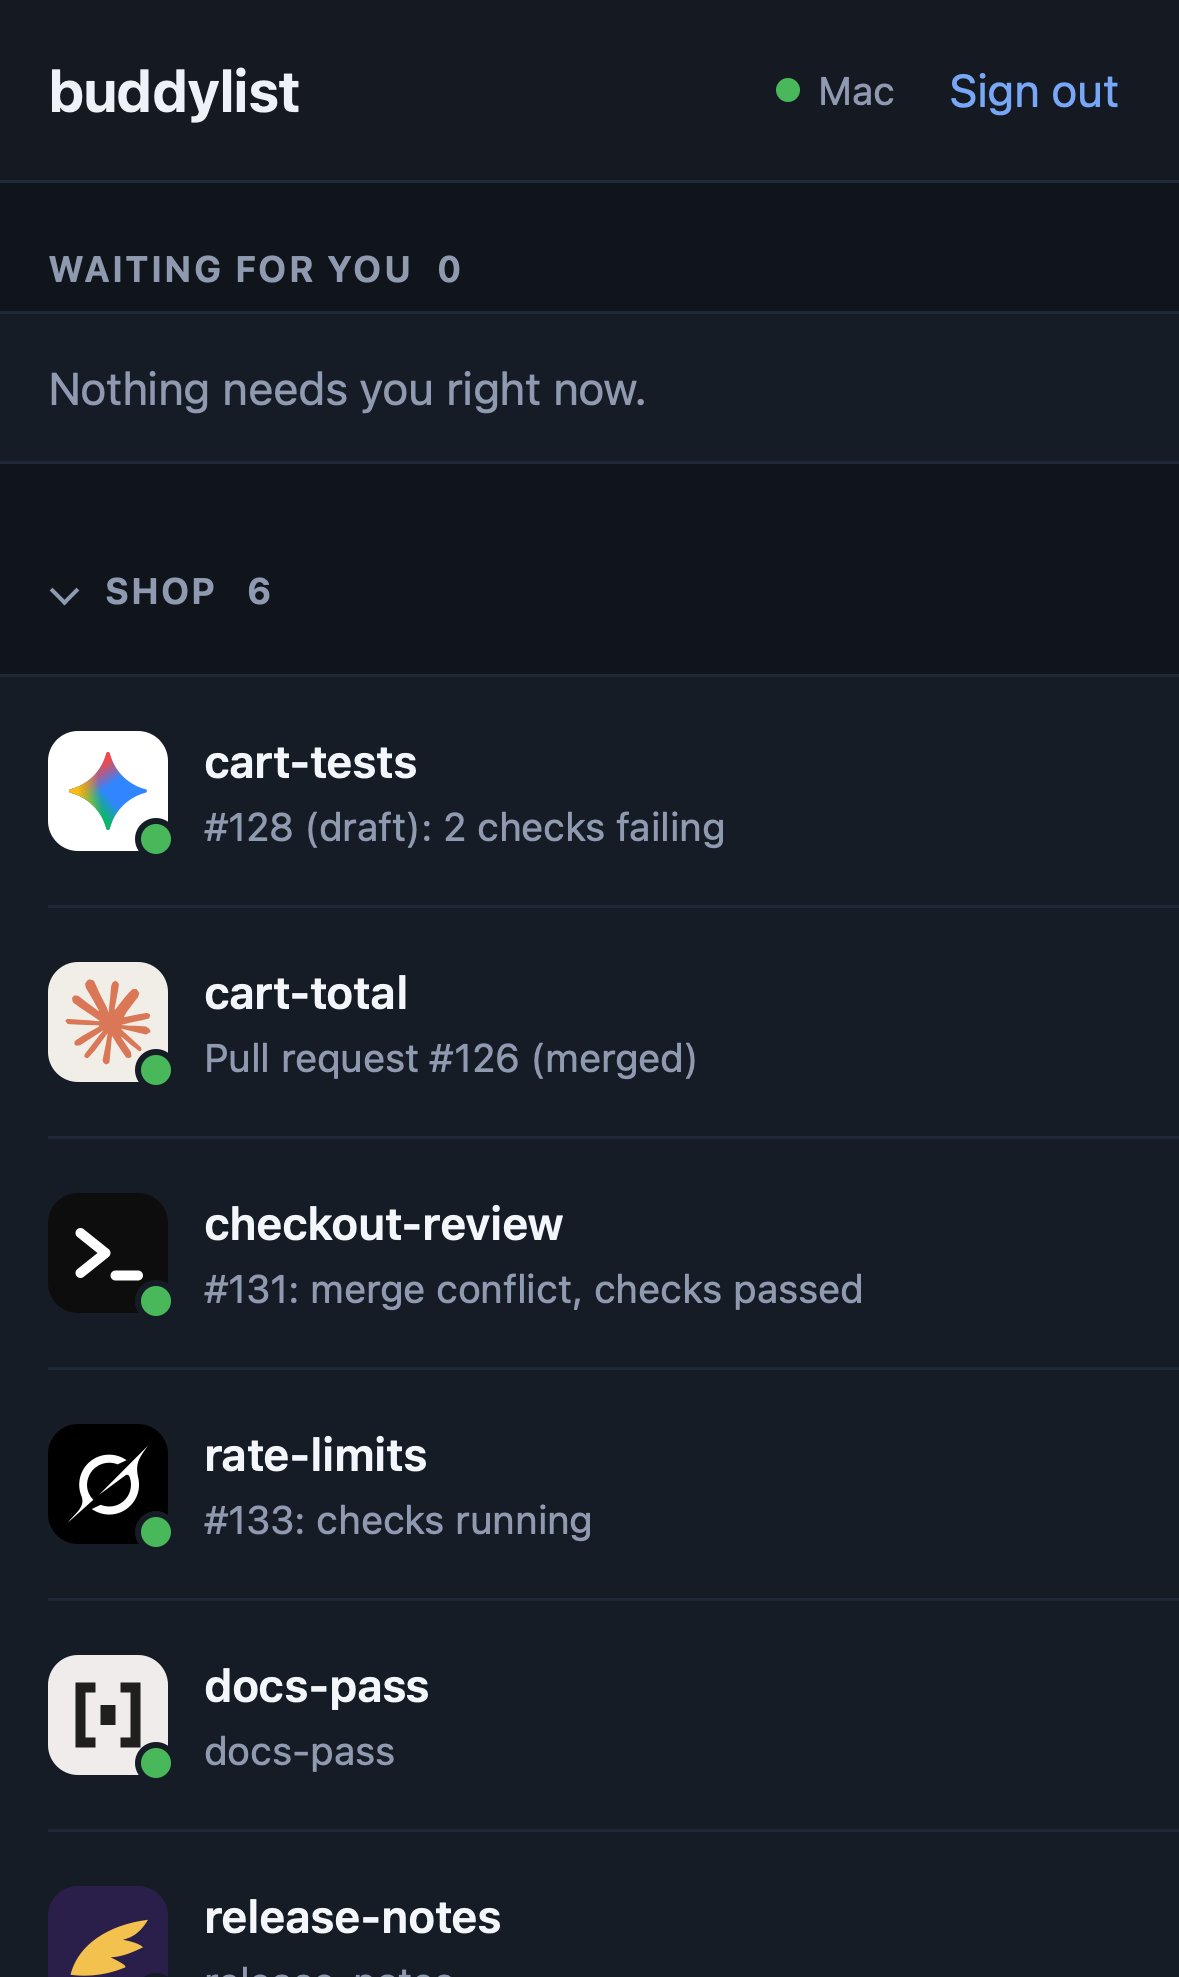 buddylist
Mac
Sign out
WAITING FOR YOU 0
Nothing needs you right now.
SHOP 6
cart-tests
#128 (draft): 2 checks failing
cart-total
Pull request #126 (merged)
checkout-review
#131: merge conflict, checks passed
rate-limits
#133: checks running
docs-pass
docs-pass
release-notes
release-notes